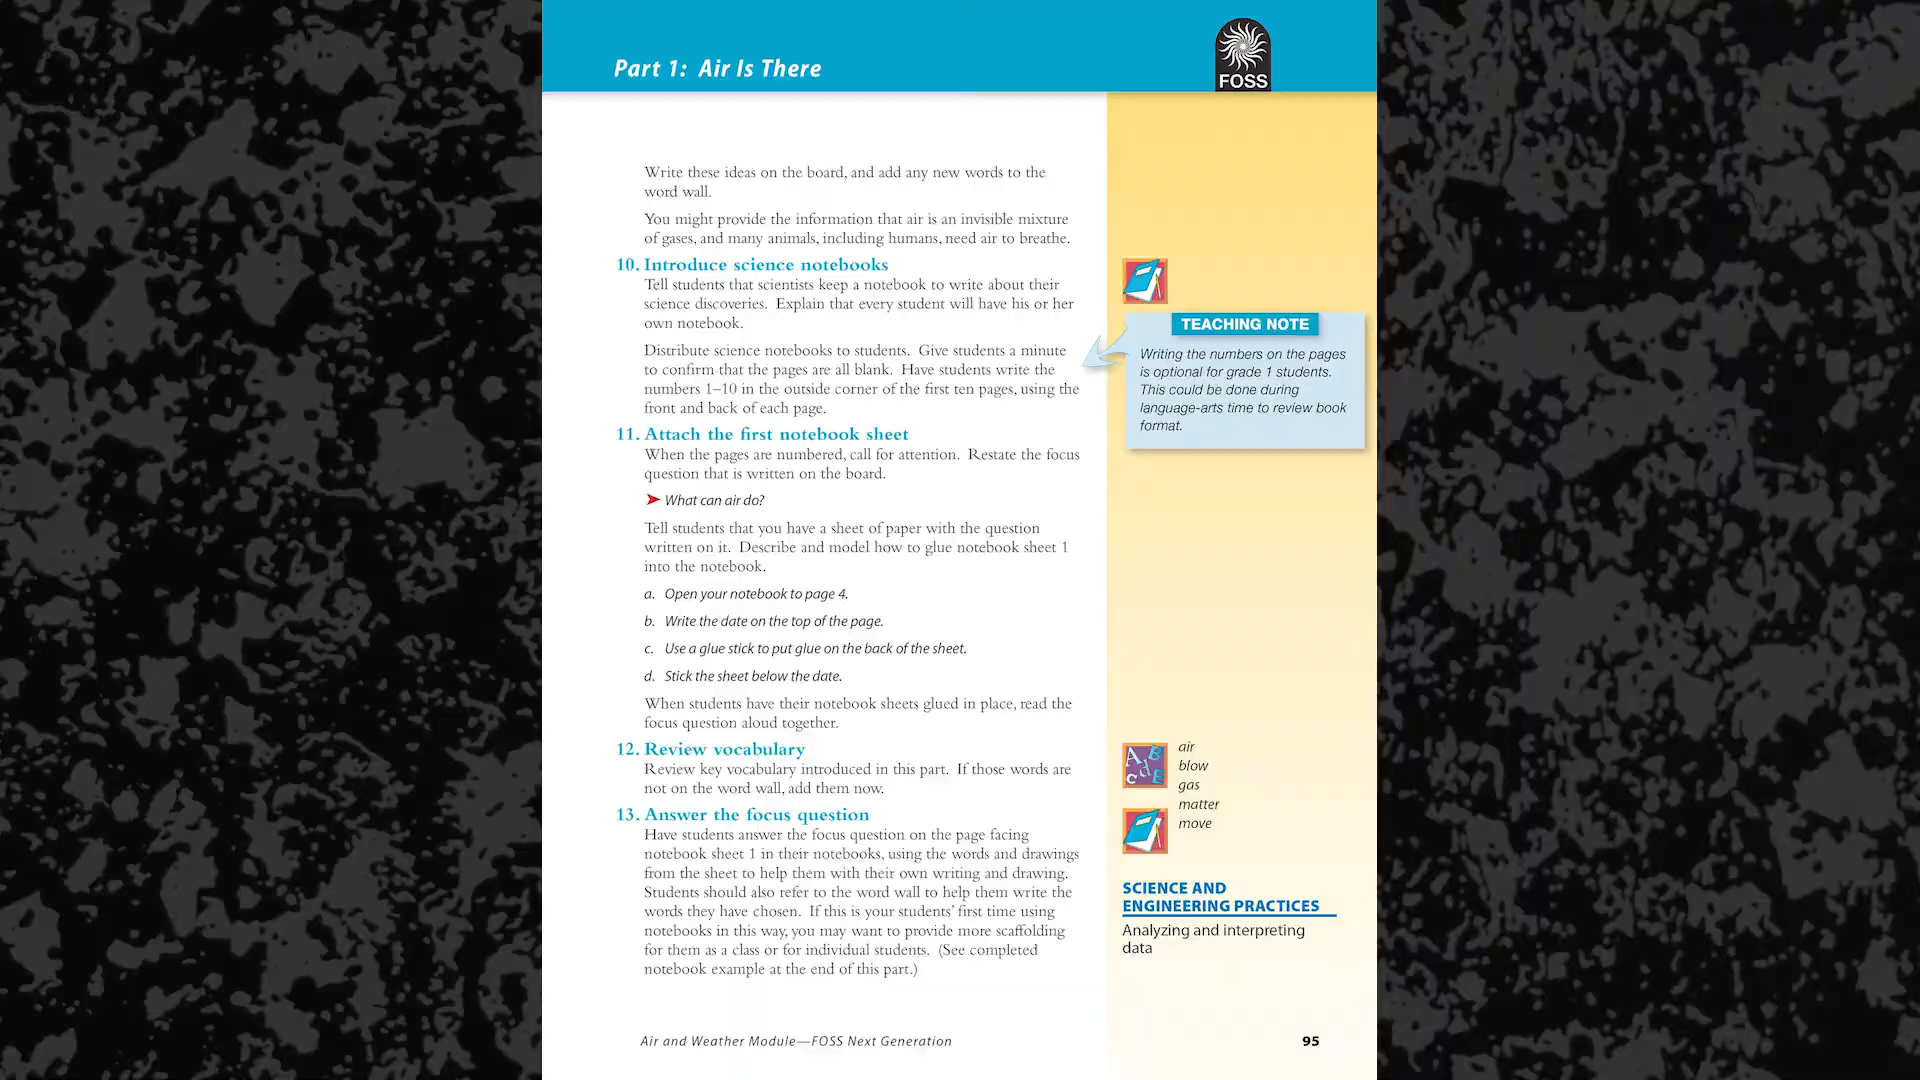 Part 1: Air Is There
FOSS
Write these ideas on the board, and add any new words to the
word wall.
You might provide the information that air is an invisible mixture
of gases, and many animals, including humans, need air to breathe.
10. Introduce science notebooks
Tell students that scientists keep a notebook to write about their
science discoveries. Explain that every student will have his or her
own notebook.
Distribute science notebooks to students. Give students a minute
to confirm that the pages are all blank. Have students write the
numbers 1–10 in the outside corner of the first ten pages, using the
front and back of each page.
11. Attach the first notebook sheet
When the pages are numbered, call for attention. Restate the focus
question that is written on the board.
➤ What can air do?
Tell students that you have a sheet of paper with the question
written on it. Describe and model how to glue notebook sheet 1
into the notebook.
a. Open your notebook to page 4.
b. Write the date on the top of the page.
c. Use a glue stick to put glue on the back of the sheet.
d. Stick the sheet below the date.
When students have their notebook sheets glued in place, read the
focus question aloud together.
12. Review vocabulary
Review key vocabulary introduced in this part. If those words are
not on the word wall, add them now.
13. Answer the focus question
Have students answer the focus question on the page facing
notebook sheet 1 in their notebooks, using the words and drawings
from the sheet to help them with their own writing and drawing.
Students should also refer to the word wall to help them write the
words they have chosen. If this is your students' first time using
notebooks in this way, you may want to provide more scaffolding
for them as a class or for individual students. (See completed
notebook example at the end of this part.)
TEACHING NOTE
Writing the numbers on the pages
is optional for grade 1 students.
This could be done during
language-arts time to review book
format.
A B C d E
air
blow
gas
matter
move
SCIENCE AND
ENGINEERING PRACTICES
Analyzing and interpreting
data
Air and Weather Module—FOSS Next Generation
95